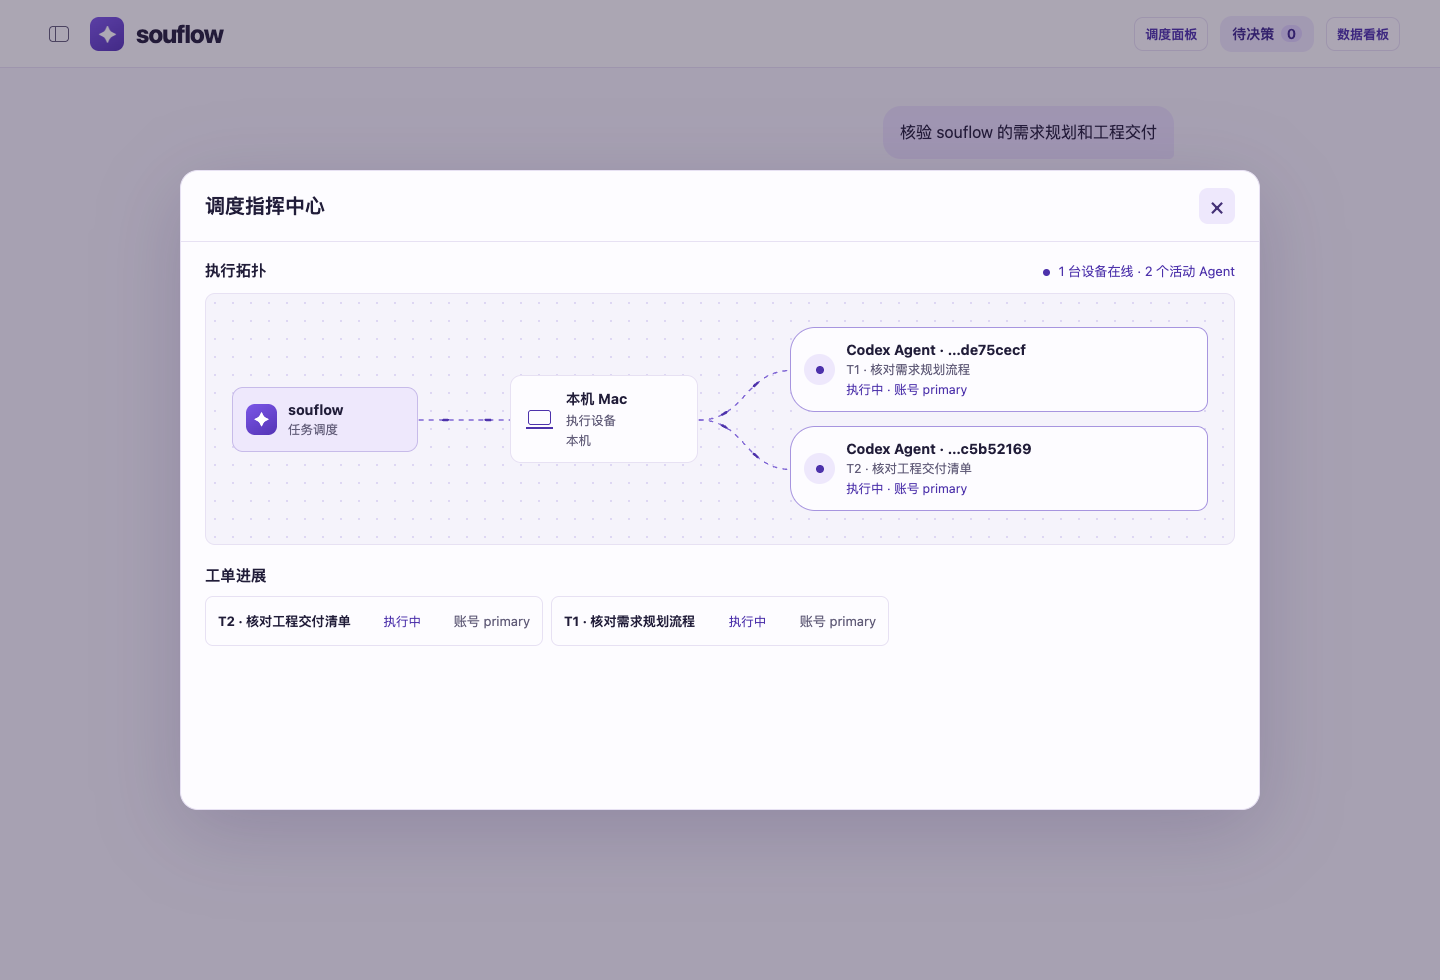 souflow
调度面板
待决策 0
数据看板
核验 souflow 的需求规划和工程交付
调度指挥中心
执行拓扑
1 台设备在线 · 2 个活动 Agent
souflow
任务调度
本机 Mac
执行设备
本机
Codex Agent · ...de75cecf
T1 · 核对需求规划流程
执行中 · 账号 primary
Codex Agent · ...c5b52169
T2 · 核对工程交付清单
执行中 · 账号 primary
工单进展
T2 · 核对工程交付清单 执行中 账号 primary
T1 · 核对需求规划流程 执行中 账号 primary